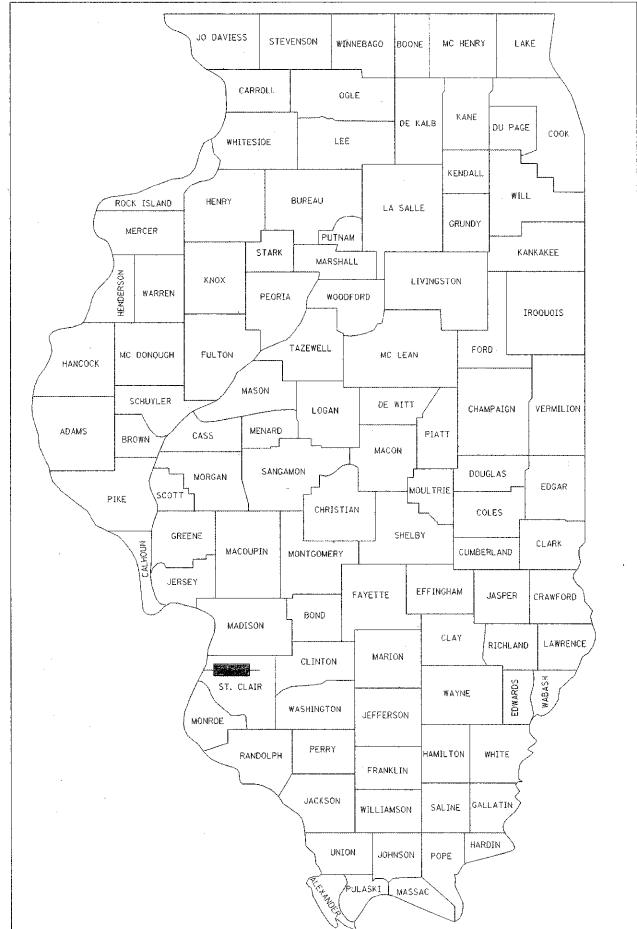 JO DAVIESS
STEVENSON
WINNEBAGO
BOONE
MC HENRY
LAKE
CARROLL
OGLE
DE KALB
KANE
DU PAGE
COOK
WHITESIDE
LEE
KENDALL
WILL
ROCK ISLAND
HENRY
BUREAU
LA SALLE
GRUNDY
MERCER
PUTNAM
STARK
MARSHALL
KANKAKEE
HENDERSON
WARREN
KNOX
PEORIA
WOODFORD
LIVINGSTON
IROQUOIS
HANCOCK
MC DONOUGH
FULTON
TAZEWELL
MC LEAN
FORD
MASON
SCHUYLER
LOGAN
DE WITT
CHAMPAIGN
VERMILION
ADAMS
BROWN
CASS
MENARD
MACON
PIATT
MORGAN
SANGAMON
DOUGLAS
PIKE
SCOTT
MOULTRIE
EDGAR
CHRISTIAN
COLES
GREENE
SHELBY
CALHOUN
MACOUPIN
MONTGOMERY
CUMBERLAND
CLARK
JERSEY
FAYETTE
EFFINGHAM
JASPER
CRAWFORD
BOND
MADISON
CLAY
RICHLAND
LAWRENCE
CLINTON
MARION
ST. CLAIR
WAYNE
EDWARDS
WABASH
MONROE
WASHINGTON
JEFFERSON
RANDOLPH
PERRY
HAMILTON
WHITE
FRANKLIN
JACKSON
WILLIAMSON
SALINE
GALLATIN
UNION
JOHNSON
POPE
HARDIN
ALEXANDER
PULASKI
MASSAC